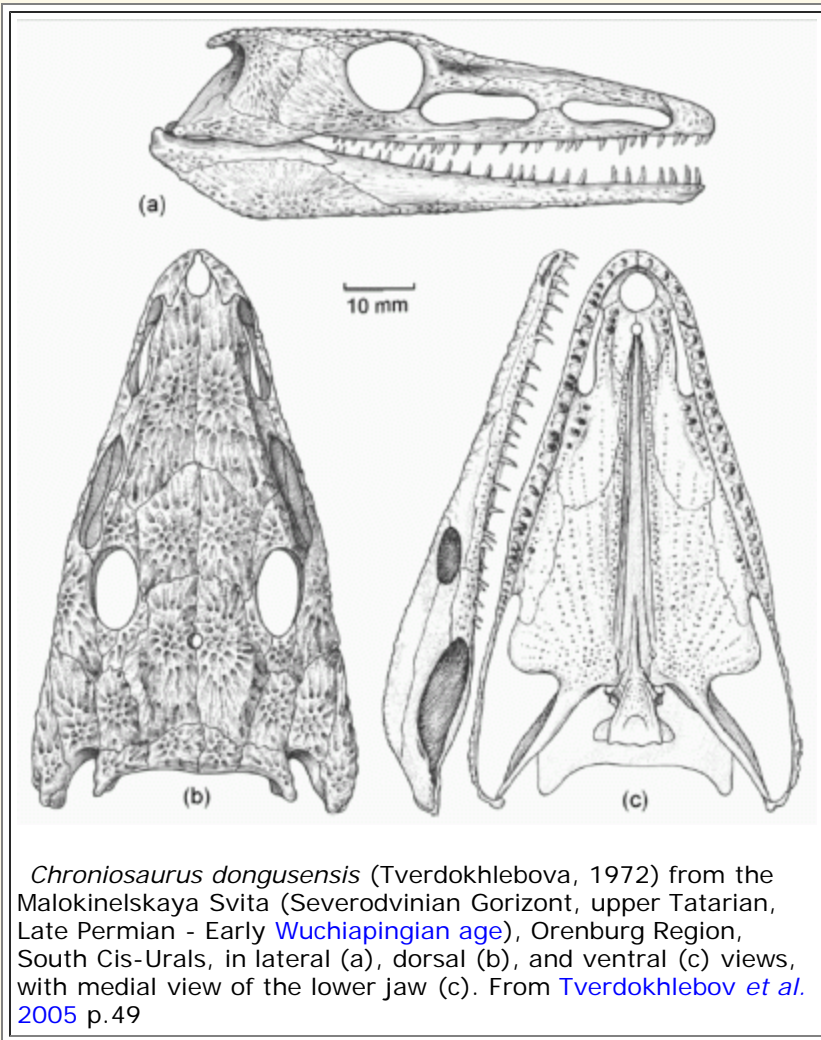 (a)
10 mm
(b)
(c)
Chroniosaurus dongusensis (Tverdokhlebova, 1972) from the
Malokinelskaya Svita (Severodvinian Gorizont, upper Tatarian,
Late Permian - Early Wuchiapingian age), Orenburg Region,
South Cis-Urals, in lateral (a), dorsal (b), and ventral (c) views,
with medial view of the lower jaw (c). From Tverdokhlebov et al.
2005 p.49